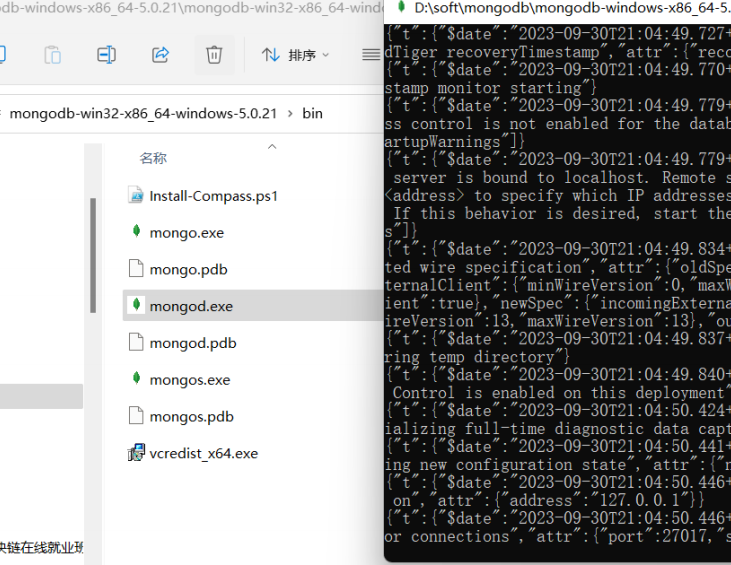 odb-windows-x86_64-5.0.21\mongodb-win32-x86_64-windo
排序
mongodb-win32-x86_64-windows-5.0.21 > bin
名称
Install-Compass.ps1
mongo.exe
mongo.pdb
mongod.exe
mongod.pdb
mongos.exe
mongos.pdb
vcredist_x64.exe
块链在线就业班
D:\soft\mongodb\mongodb-windows-x86_64-5.
{"t":{"$date":"2023-09-30T21:04:49.727+
dTiger recoveryTimestamp","attr":{"reco
{"t":{"$date":"2023-09-30T21:04:49.770+
stamp monitor starting"}
{"t":{"$date":"2023-09-30T21:04:49.779+
ss control is not enabled for the datab
artupWarnings"]}
{"t":{"$date":"2023-09-30T21:04:49.779+
server is bound to localhost. Remote s
<address> to specify which IP addresses
If this behavior is desired, start the
s"]}
{"t":{"$date":"2023-09-30T21:04:49.834+
ted wire specification","attr":{"oldSpe
ternalClient":{"minWireVersion":0,"maxW
ient":true},"newSpec":{"incomingExterna
ireVersion":13,"maxWireVersion":13},"ou
{"t":{"$date":"2023-09-30T21:04:49.837+
ring temp directory"}
{"t":{"$date":"2023-09-30T21:04:49.840+
Control is enabled on this deployment"
{"t":{"$date":"2023-09-30T21:04:50.424+
ializing full-time diagnostic data capt
{"t":{"$date":"2023-09-30T21:04:50.441+
ing new configuration state","attr":{"n
{"t":{"$date":"2023-09-30T21:04:50.446+
on","attr":{"address":"127.0.0.1"}}
{"t":{"$date":"2023-09-30T21:04:50.446+
or connections","attr":{"port":27017,"s